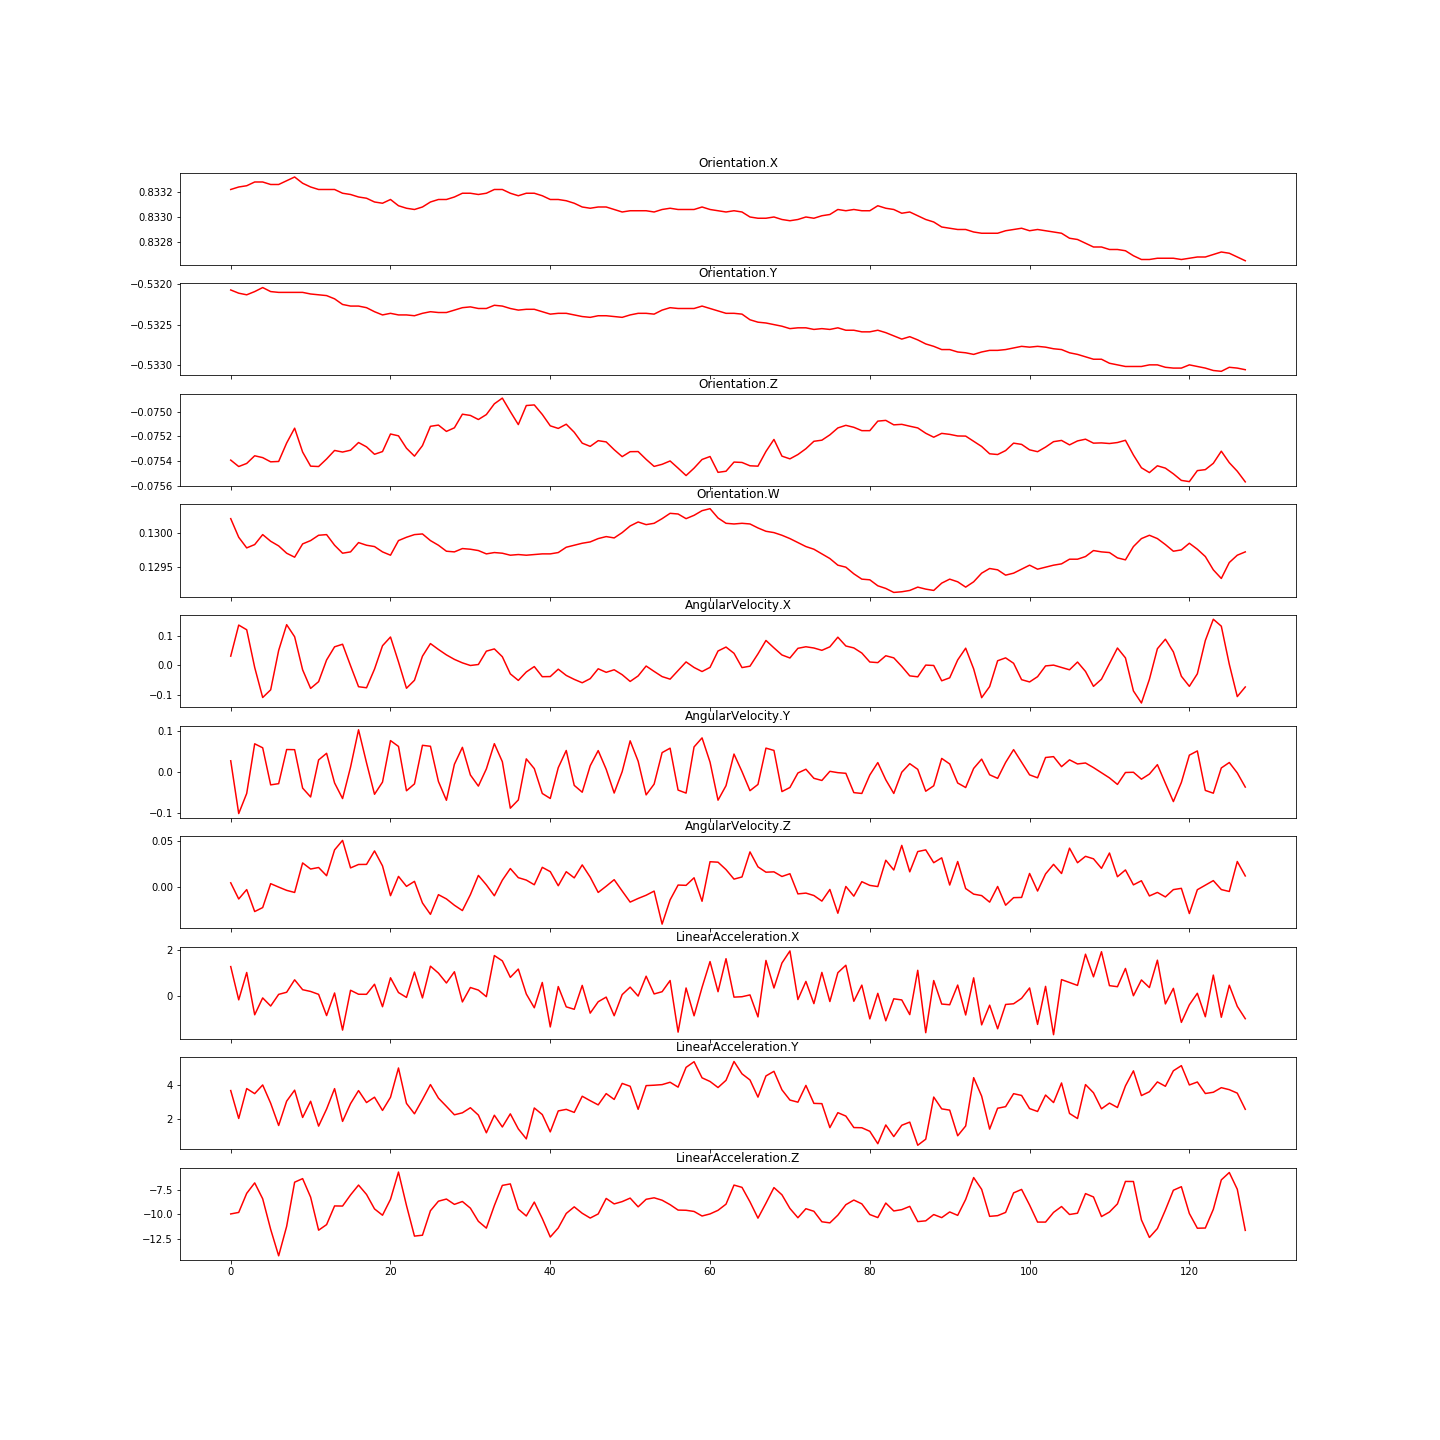 Orientation.X
0.8332
0.8330
0.8328
Orientation.Y
−0.5320
−0.5325
−0.5330
Orientation.Z
−0.0750
−0.0752
−0.0754
−0.0756
Orientation.W
0.1300
0.1295
AngularVelocity.X
0.1
0.0
−0.1
AngularVelocity.Y
0.1
0.0
−0.1
AngularVelocity.Z
0.05
0.00
LinearAcceleration.X
2
0
LinearAcceleration.Y
4
2
LinearAcceleration.Z
−7.5
−10.0
−12.5
0 20 40 60 80 100 120